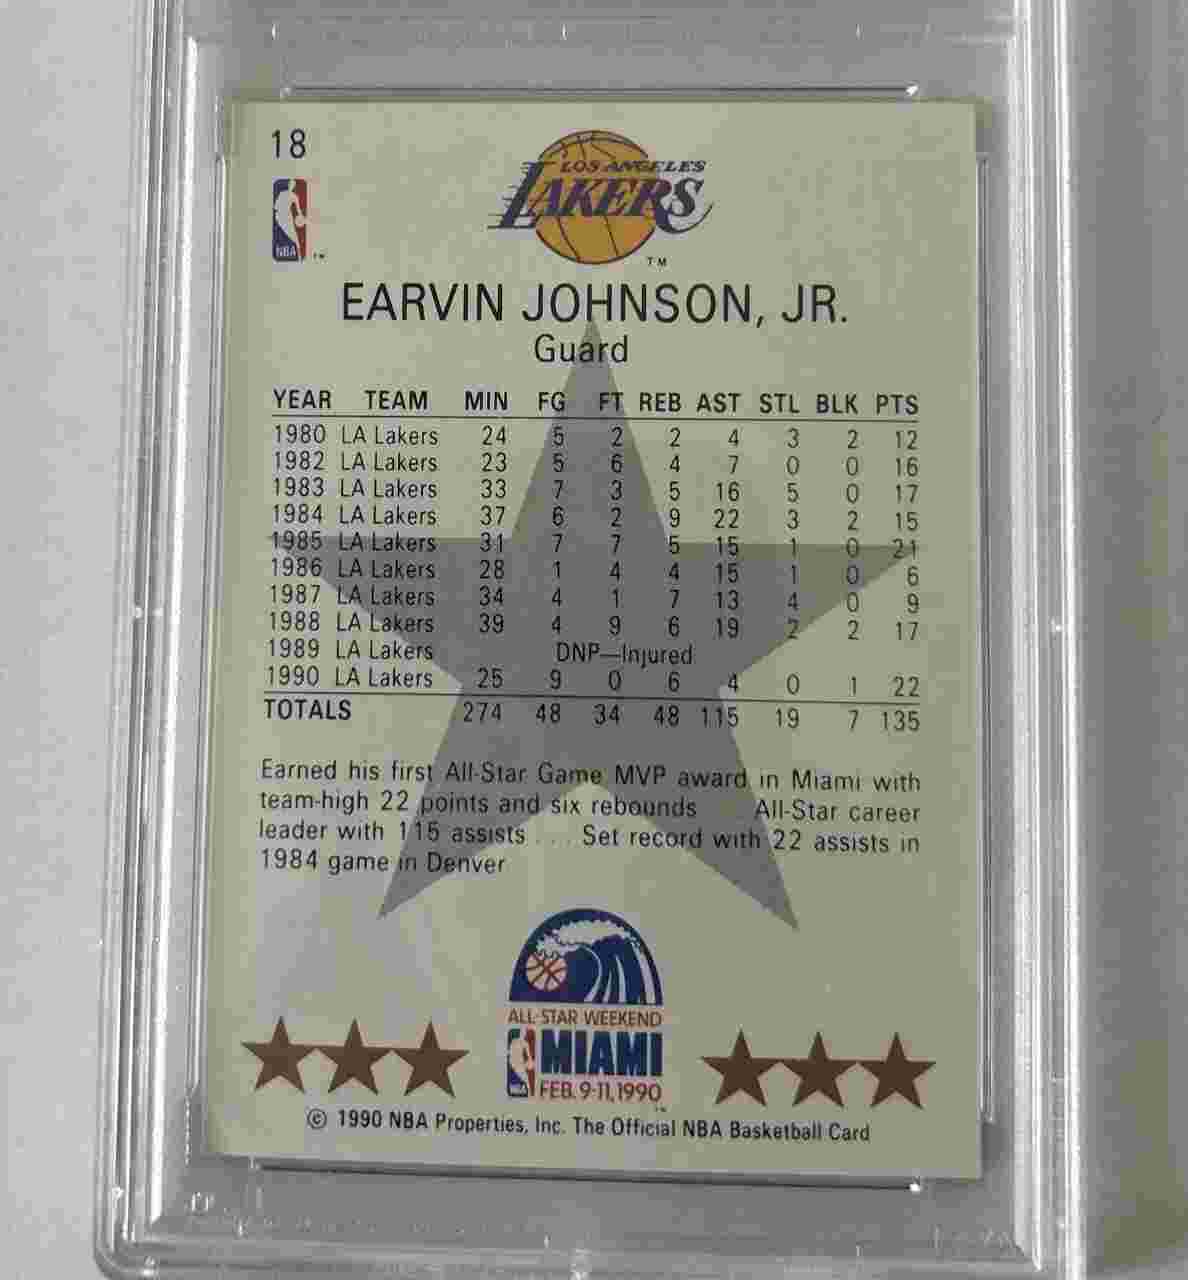 18
LOS ANGELES
LAKERS
TM
NBA
TM
EARVIN JOHNSON, JR.
Guard
YEAR TEAM MIN FG FT REB AST STL BLK PTS
1980 LA Lakers 24 5 2 2 4 3 2 12
1982 LA Lakers 23 5 6 4 7 0 0 16
1983 LA Lakers 33 7 3 5 16 5 0 17
1984 LA Lakers 37 6 2 9 22 3 2 15
1985 LA Lakers 31 7 7 5 15 1 0 21
1986 LA Lakers 28 1 4 4 15 1 0 6
1987 LA Lakers 34 4 1 7 13 4 0 9
1988 LA Lakers 39 4 9 6 19 2 2 17
1989 LA Lakers DNP—Injured
1990 LA Lakers 25 9 0 6 4 0 1 22
TOTALS 274 48 34 48 115 19 7 135
Earned his first All-Star Game MVP award in Miami with
team-high 22 points and six rebounds All-Star career
leader with 115 assists . . . Set record with 22 assists in
1984 game in Denver
ALL-STAR WEEKEND
NBA MIAMI
FEB. 9-11, 1990
TM
© 1990 NBA Properties, Inc. The Official NBA Basketball Card